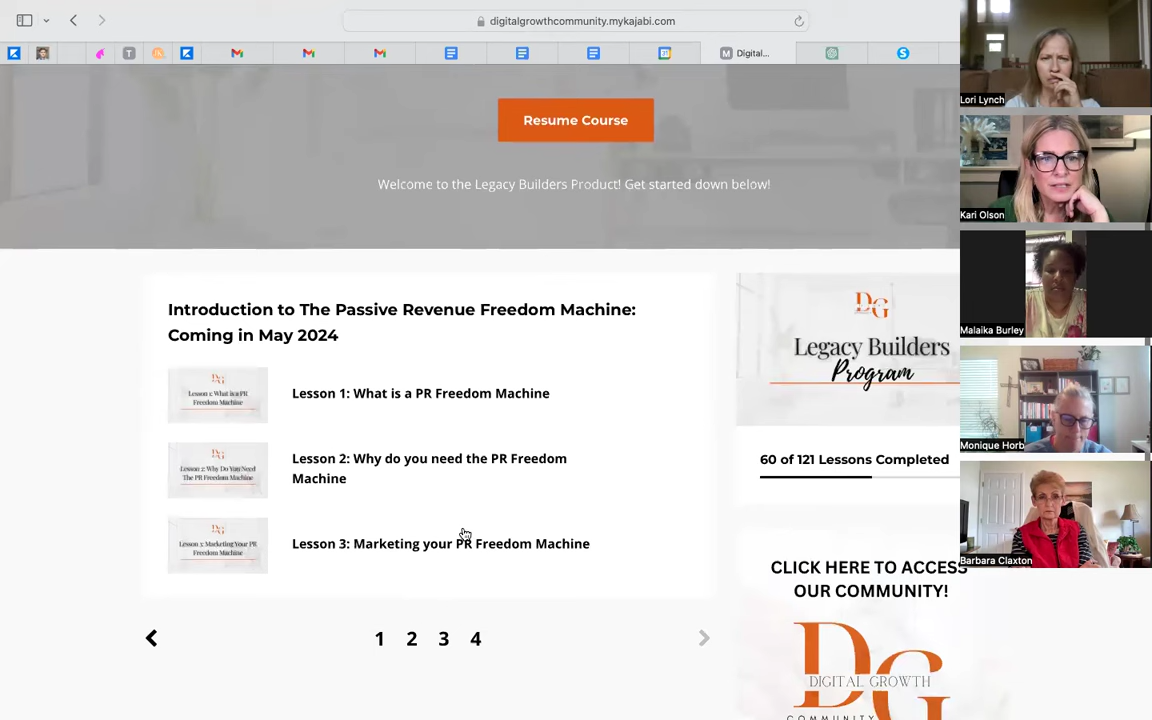 digitalgrowthcommunity.mykajabi.com
T
31
M
Digital...
S
Resume Course
Welcome to the Legacy Builders Product! Get started down below!
Introduction to The Passive Revenue Freedom Machine:
Coming in May 2024
Lesson 1: What is a PR
Freedom Machine
Lesson 1: What is a PR Freedom Machine
Lesson 2: Why Do You Need
The PR Freedom Machine
Lesson 2: Why do you need the PR Freedom
Machine
Lesson 3: Marketing Your PR
Freedom Machine
Lesson 3: Marketing your PR Freedom Machine
1 2 3 4
DG
Legacy Builders
Program
60 of 121 Lessons Completed
CLICK HERE TO ACCESS
OUR COMMUNITY!
DG
DIGITAL GROWTH
COMMUNITY
Lori Lynch
Kari Olson
Malaika Burley
Monique Horb
Barbara Claxton